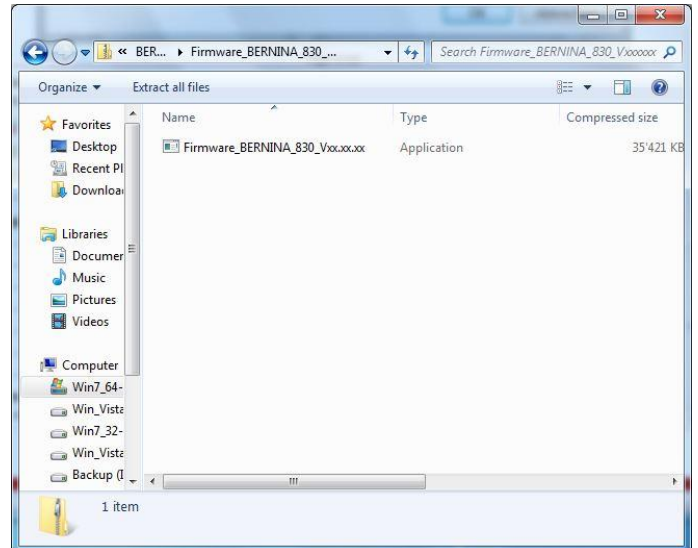 « BER... ▸ Firmware_BERNINA_830_...
Search Firmware_BERNINA_830_Vxxxxxx
Organize
Extract all files
Name Type Compressed size
Firmware_BERNINA_830_Vxx.xx.xx Application 35'421 KB
Favorites
Desktop
Recent Pl
Downloa
Libraries
Documer
Music
Pictures
Videos
Computer
Win7_64-
Win_Vista
Win7_32-
Win_Vista
Backup (I
1 item